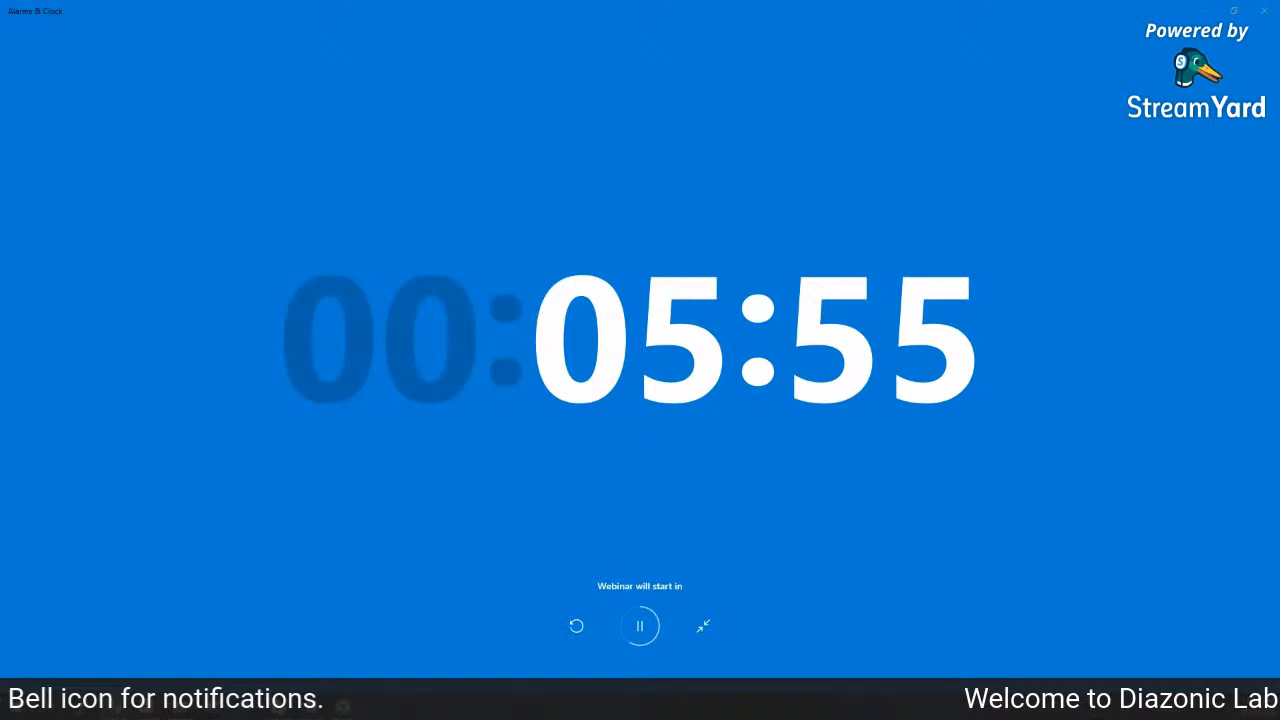 Alarms & Clock
Powered by
StreamYard
00:05:55
Webinar will start in
Bell icon for notifications.
Welcome to Diazonic Lab